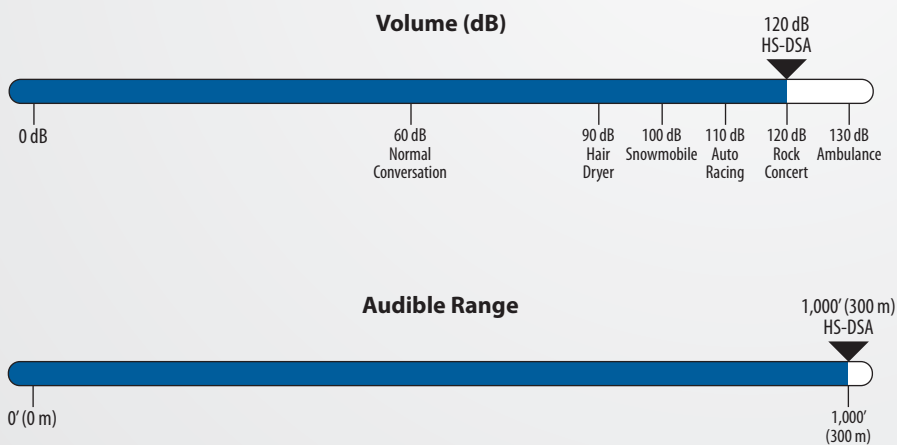 Volume (dB)
120 dB
HS-DSA
0 dB
60 dB
Normal
Conversation
90 dB
Hair
Dryer
100 dB
Snowmobile
110 dB
Auto
Racing
120 dB
Rock
Concert
130 dB
Ambulance
Audible Range
1,000’ (300 m)
HS-DSA
0’ (0 m)
1,000’
(300 m)